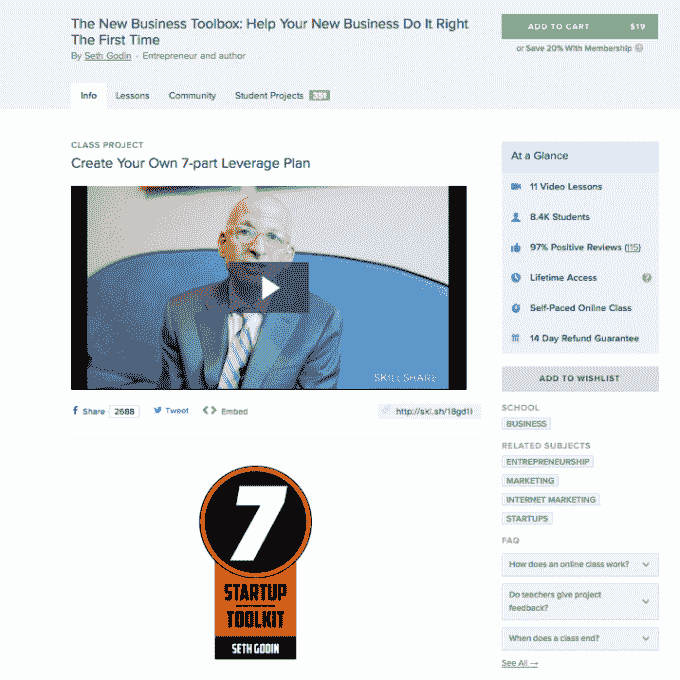 The New Business Toolbox: Help Your New Business Do It Right
The First Time
By Seth Godin · Entrepreneur and author
ADD TO CART $19
or Save 20% With Membership
Info
Lessons
Community
Student Projects
CLASS PROJECT
Create Your Own 7-part Leverage Plan
SKILLSHARE
Share 2688
Tweet
Embed
http://skl.sh/18gd1l
7
STARTUP
TOOLKIT
SETH GODIN
At a Glance
11 Video Lessons
8.4K Students
97% Positive Reviews (115)
Lifetime Access
?
Self-Paced Online Class
14 Day Refund Guarantee
ADD TO WISHLIST
SCHOOL
BUSINESS
RELATED SUBJECTS
ENTREPRENEURSHIP
MARKETING
INTERNET MARKETING
STARTUPS
FAQ
How does an online class work?
Do teachers give project
feedback?
When does a class end?
See All →